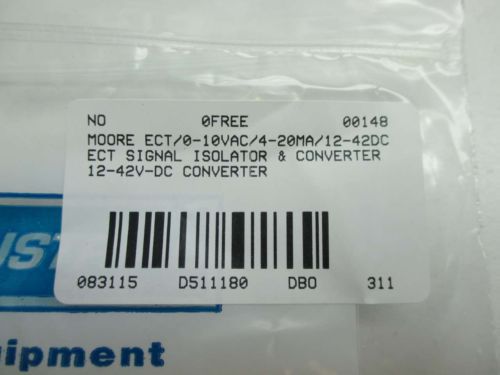 NO 0FREE 00148
MOORE ECT/0-10VAC/4-20MA/12-42DC
ECT SIGNAL ISOLATOR & CONVERTER
12-42V-DC CONVERTER
083115 D511180 DBO 311
UST
uipment